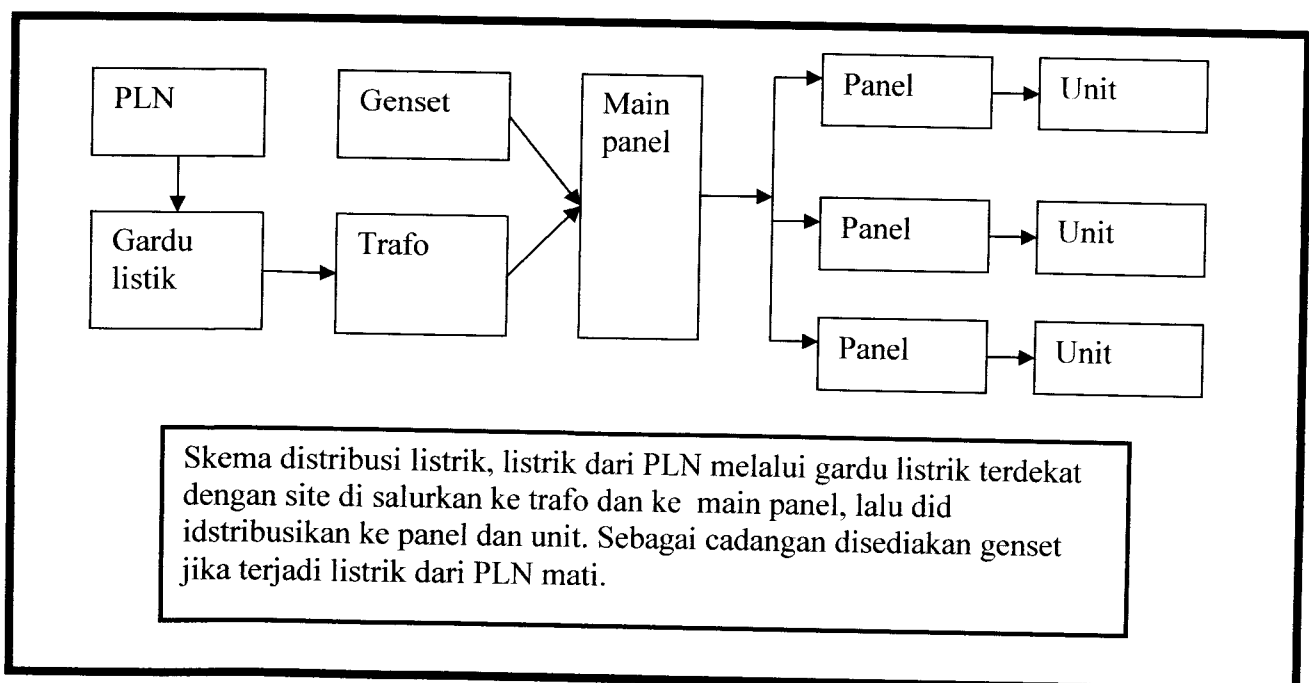 PLN
Genset
Main
panel
Panel
Unit
Gardu
listik
Trafo
Panel
Unit
Panel
Unit
Skema distribusi listrik, listrik dari PLN melalui gardu listrik terdekat
dengan site di salurkan ke trafo dan ke main panel, lalu did
idstribusikan ke panel dan unit. Sebagai cadangan disediakan genset
jika terjadi listrik dari PLN mati.